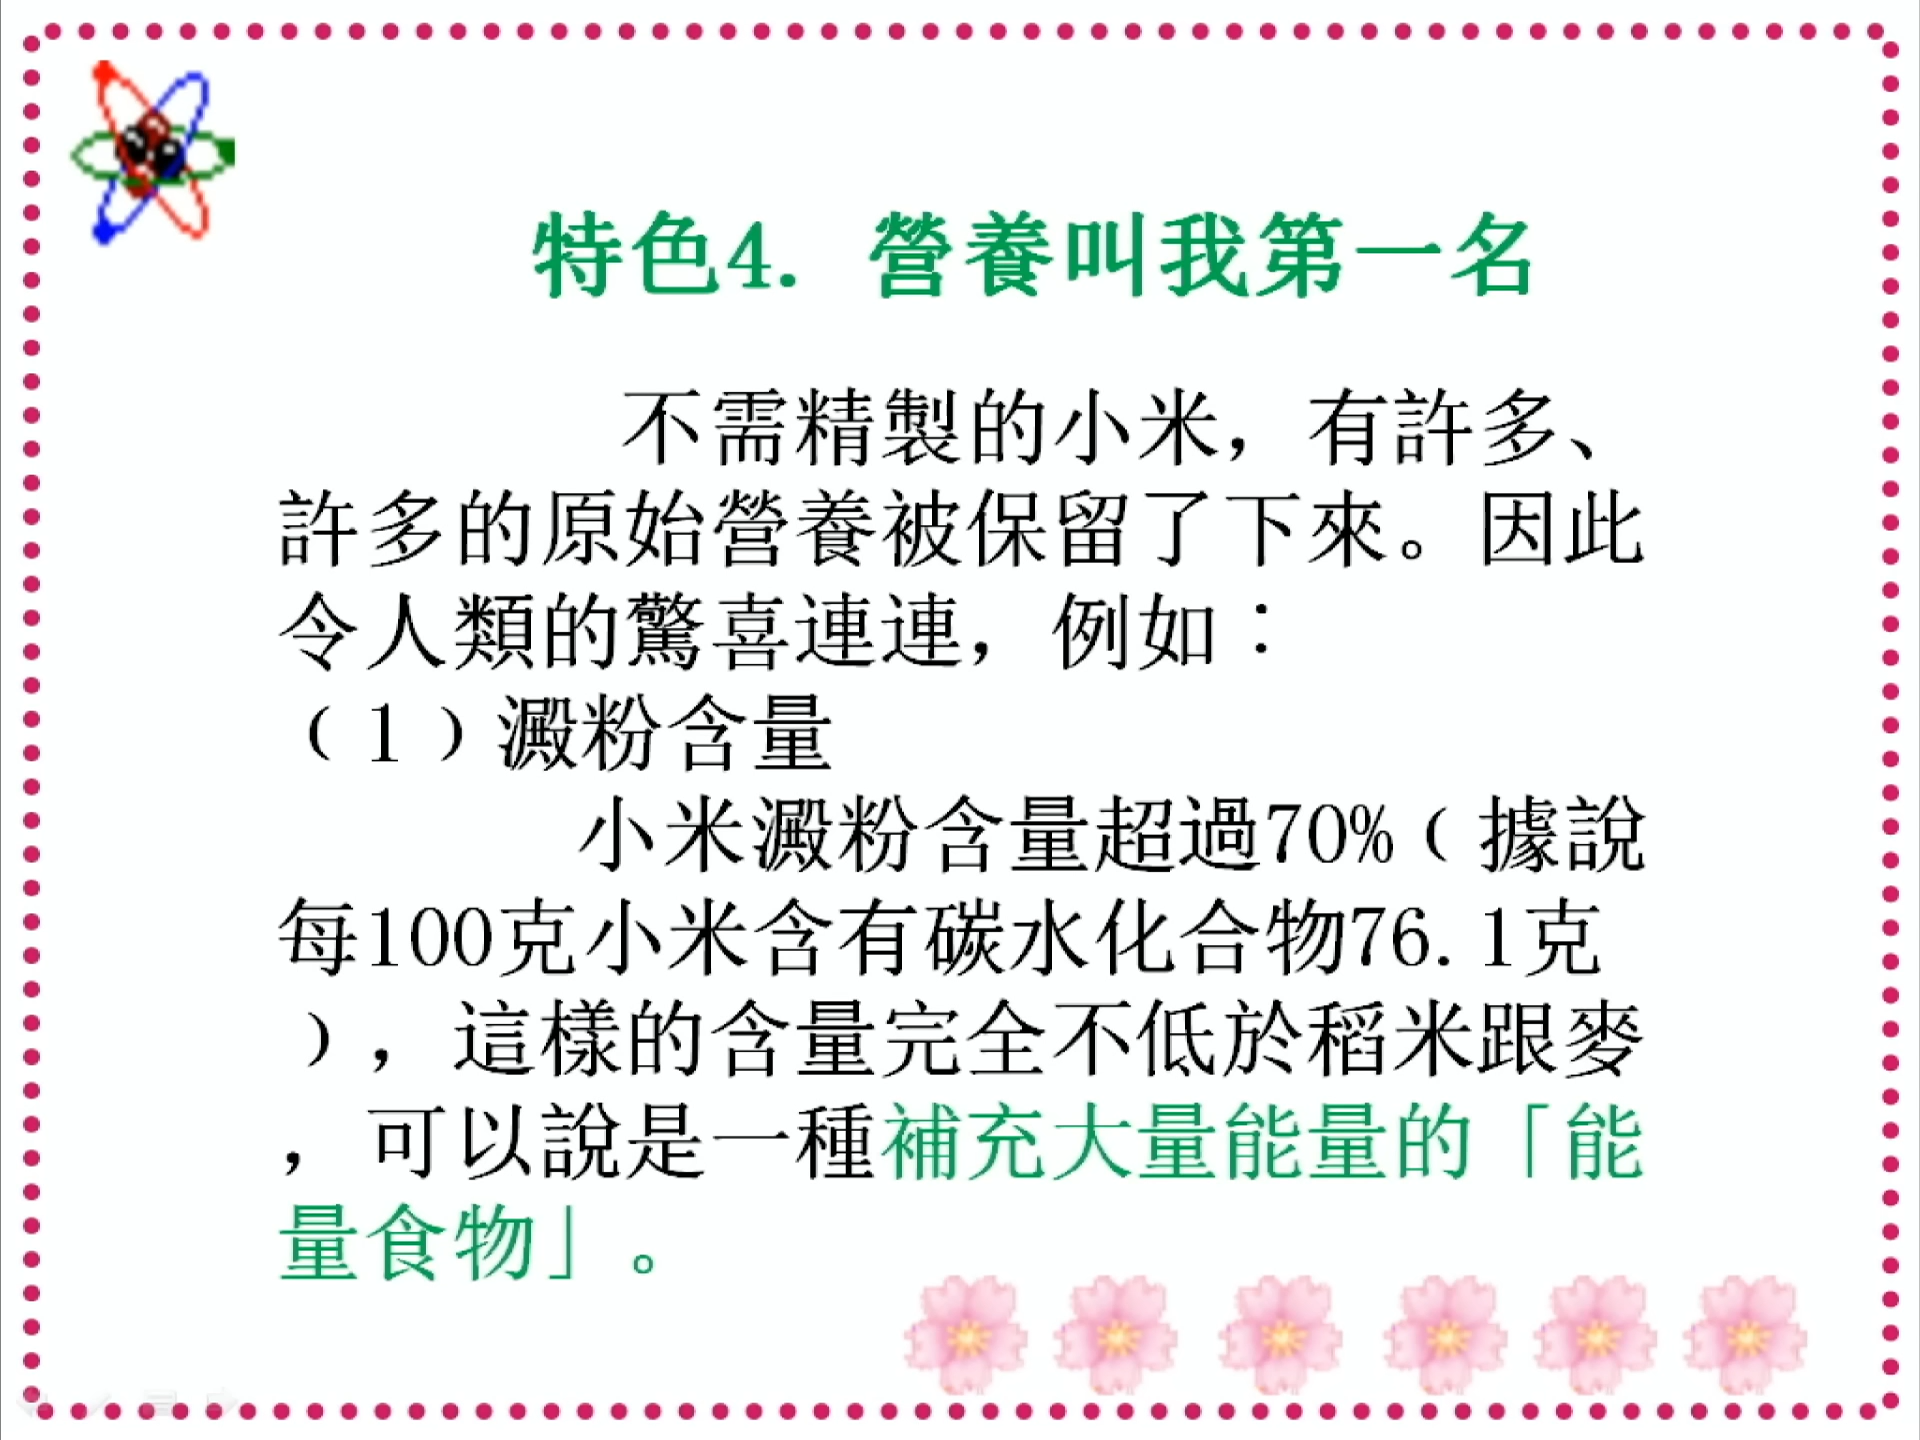 特色4. 營養叫我第一名
不需精製的小米，有許多、
許多的原始營養被保留了下來。因此
令人類的驚喜連連，例如：
（1）澱粉含量
小米澱粉含量超過70%（據說
每100克小米含有碳水化合物76.1克
），這樣的含量完全不低於稻米跟麥
，可以說是一種補充大量能量的「能
量食物」。